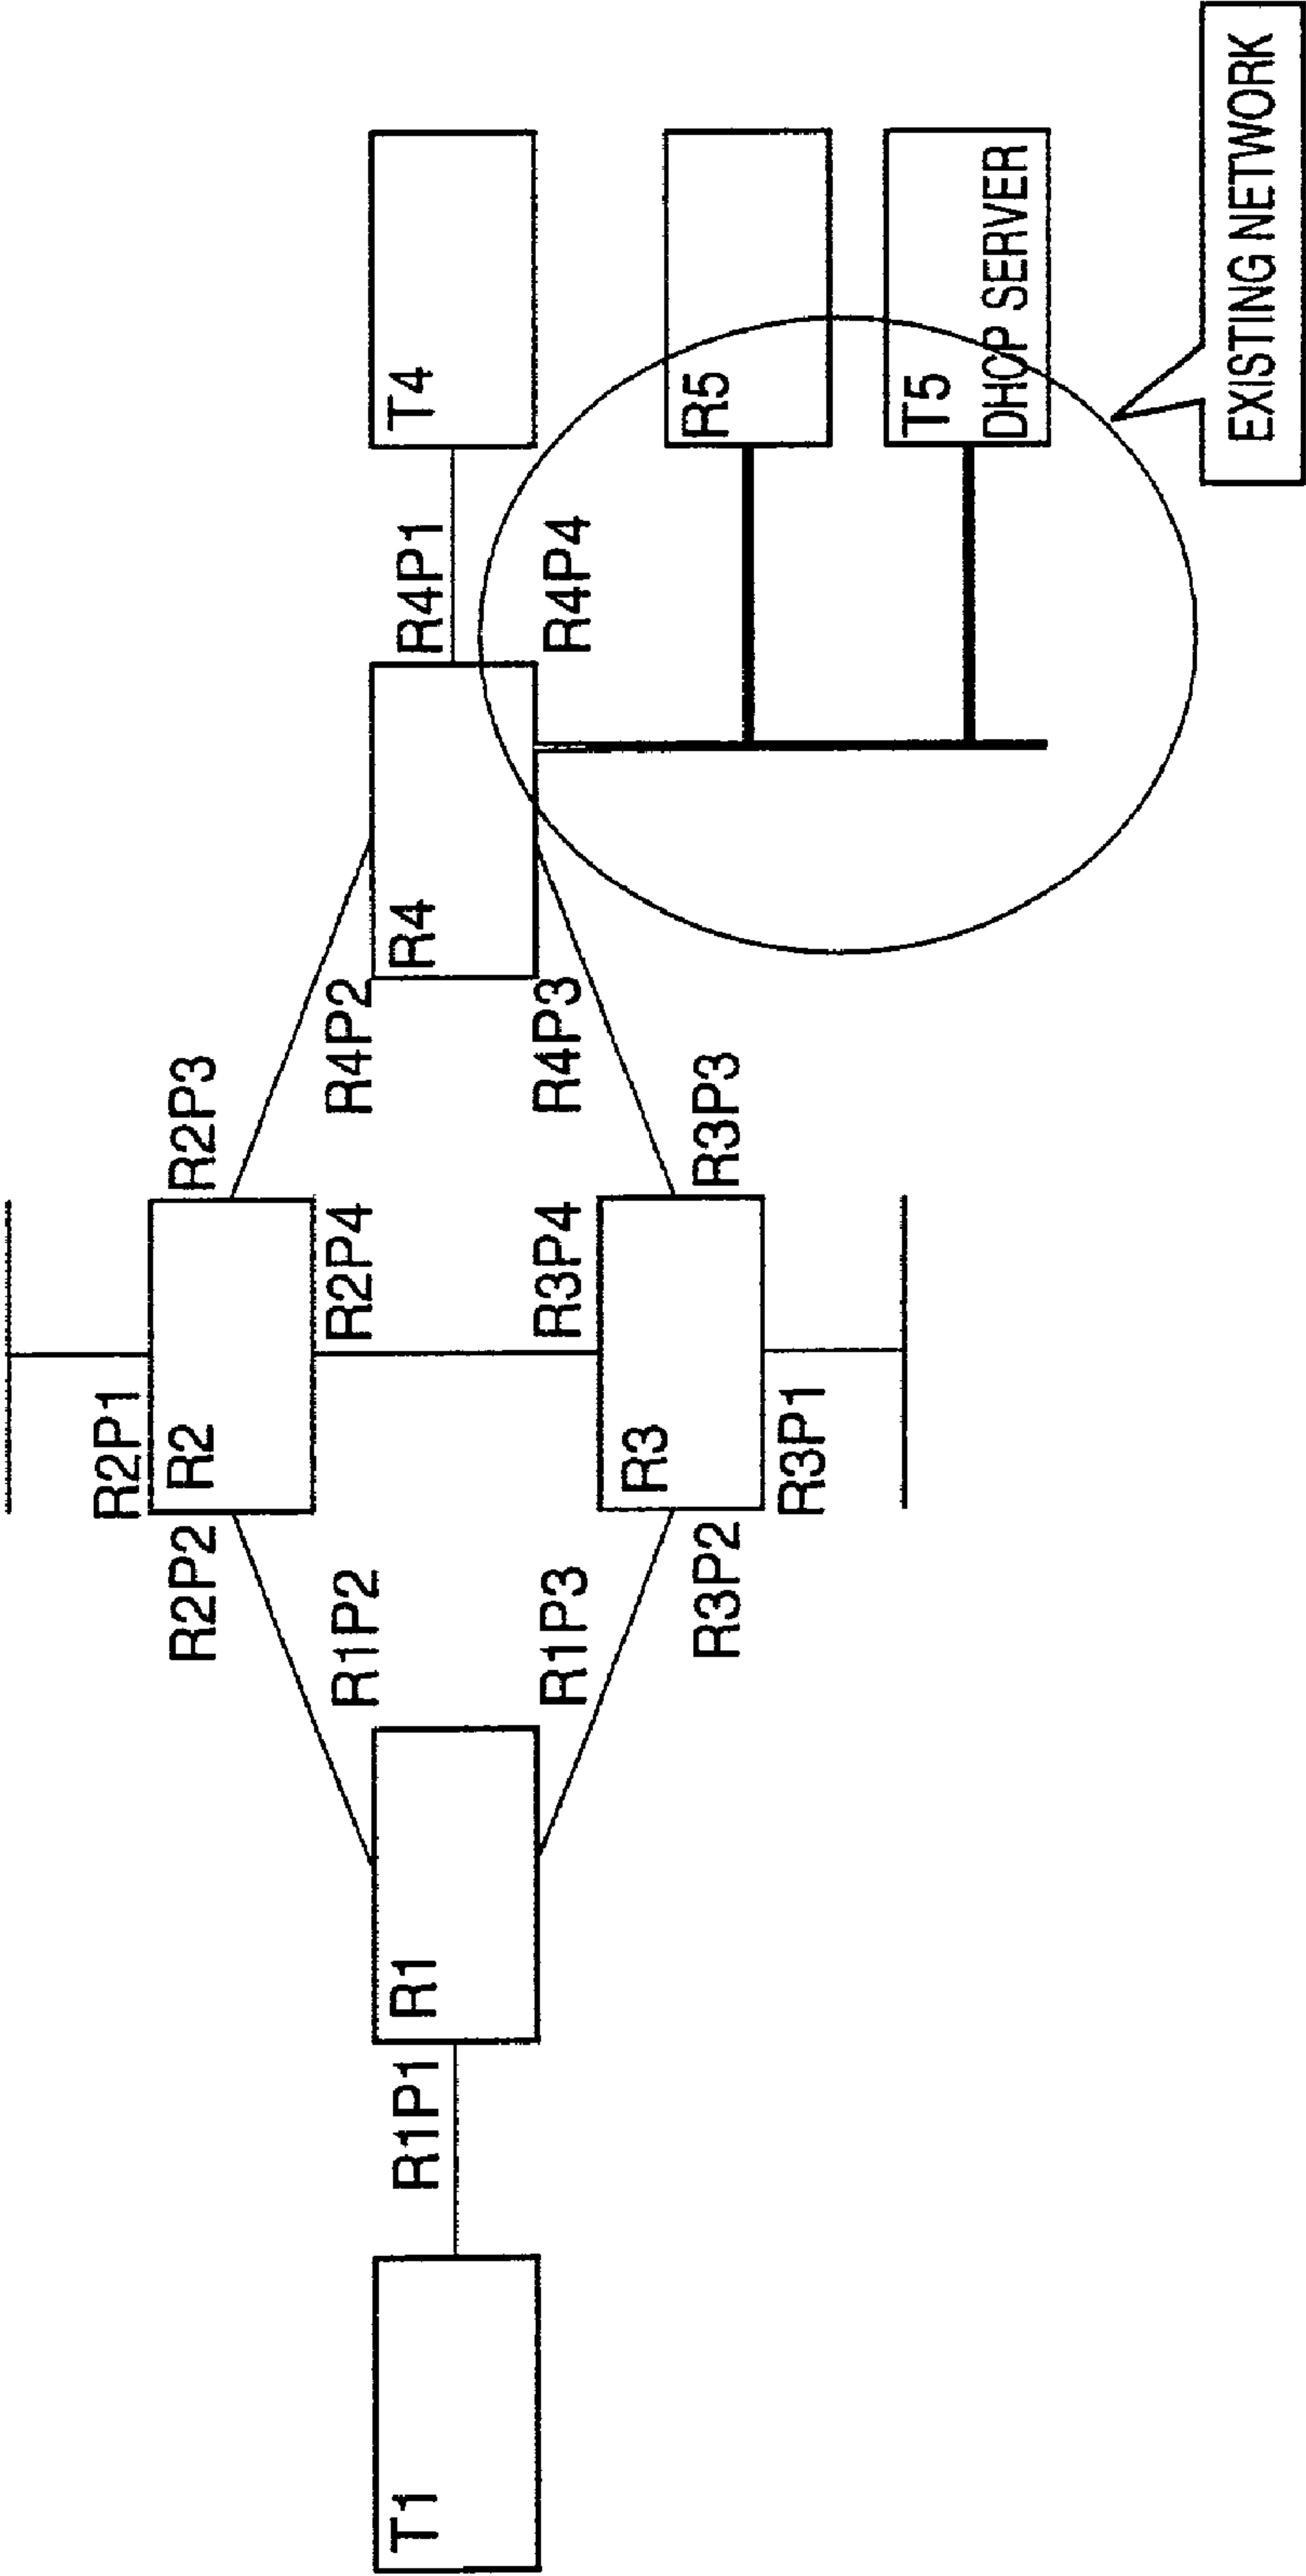 R2P1
R2P2
R2
R2P3
R1P2
R2P4
R4P2
T1
R1P1
R1
R4
R4P1
T4
R1P3
R3P4
R4P3
R4P4
R3
R3P2
R3P3
R5
R3P1
T5
DHCP SERVER
EXISTING NETWORK